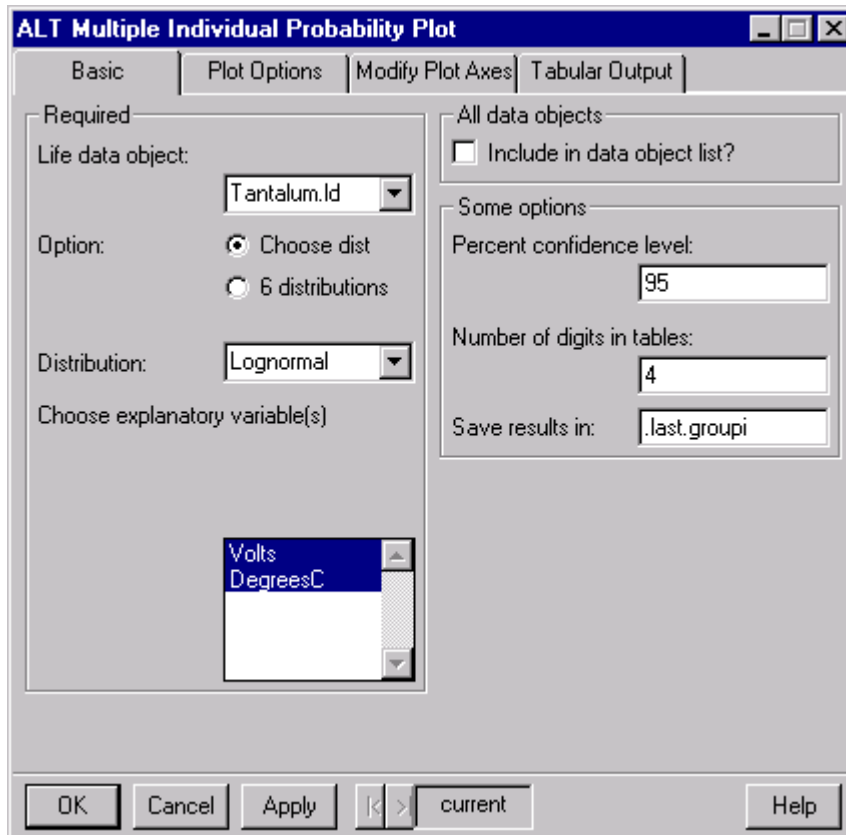 ALT Multiple Individual Probability Plot
Basic
Plot Options
Modify Plot Axes
Tabular Output
Required
Life data object:
Tantalum.ld
Option:
Choose dist
6 distributions
Distribution:
Lognormal
Choose explanatory variable(s)
Volts
DegreesC
All data objects
Include in data object list?
Some options
Percent confidence level:
95
Number of digits in tables:
4
Save results in:
.last.groupi
OK
Cancel
Apply
current
Help